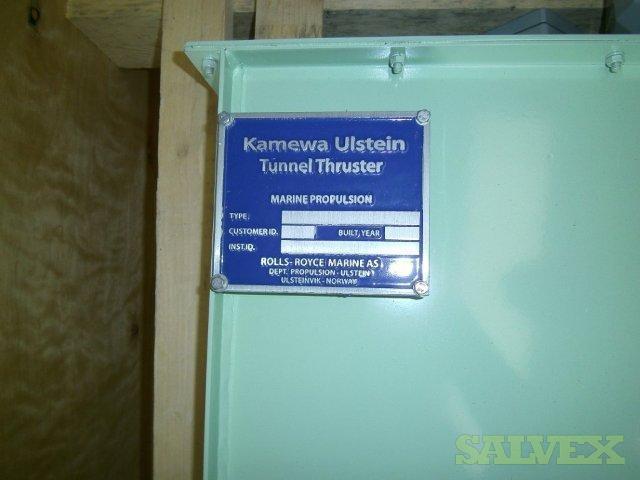 Kamewa Ulstein
Tunnel Thruster
MARINE PROPULSION
TYPE:
CUSTOMER ID. BUILT, YEAR
INST.ID.
ROLLS-ROYCE MARINE AS
DEPT. PROPULSION - ULSTEIN
ULSTEINVIK - NORWAY
SALVEX